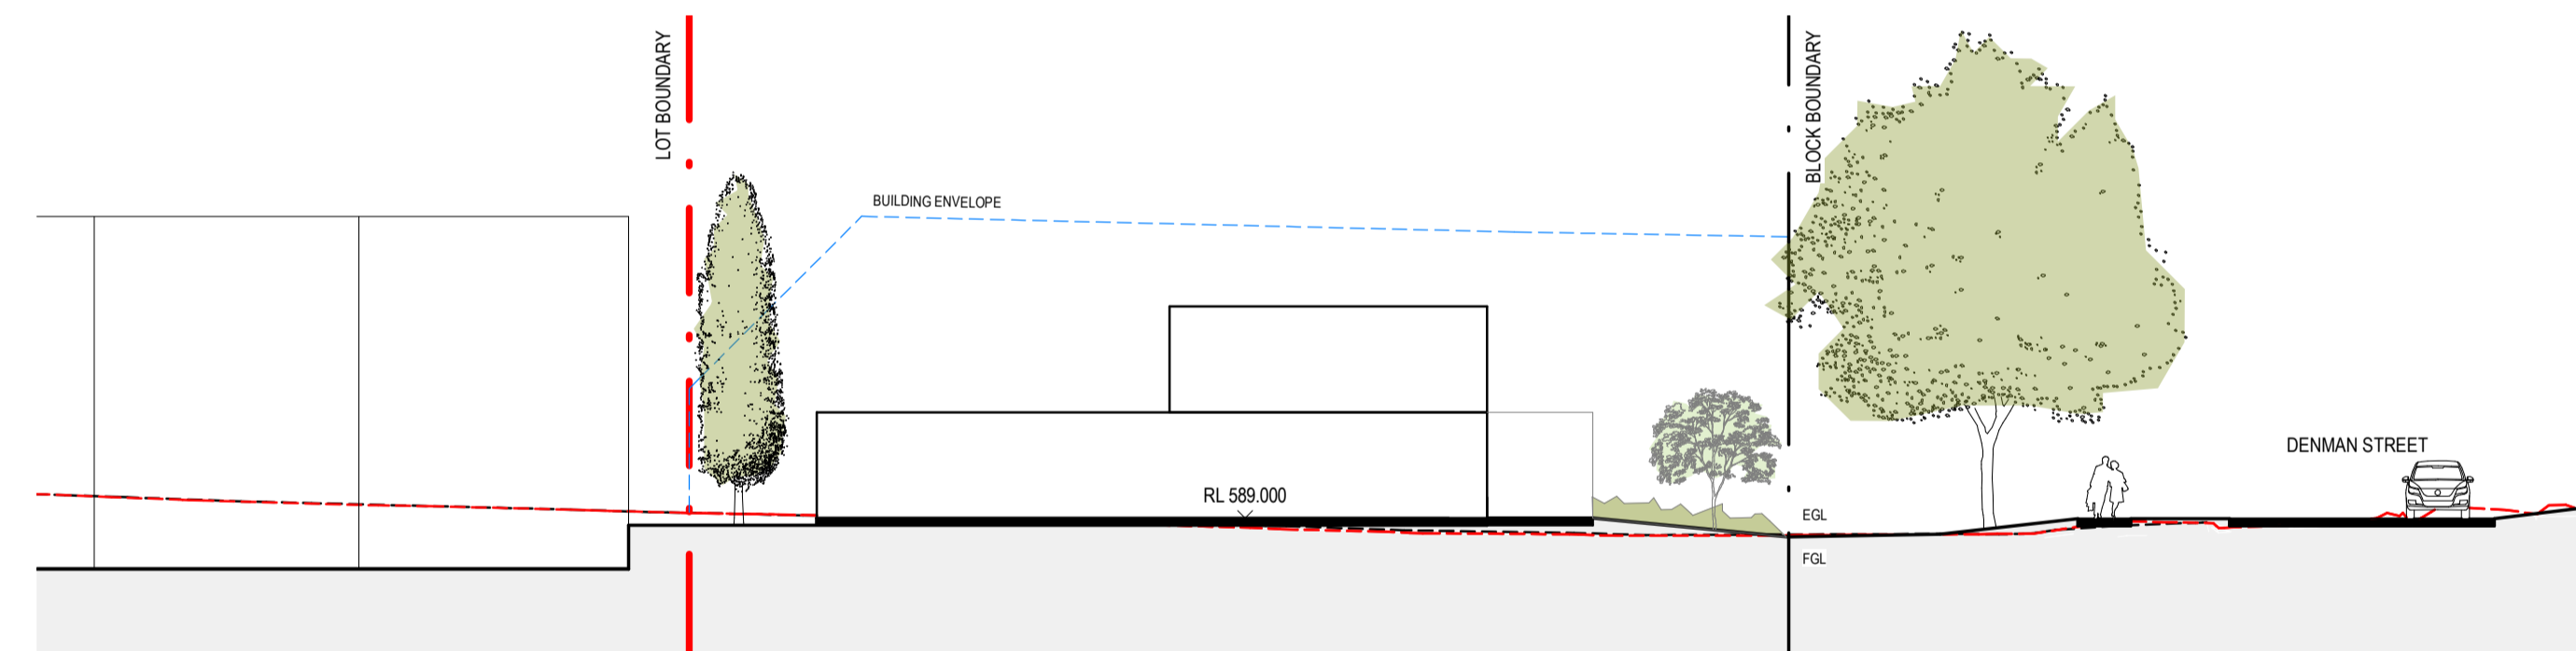 LOT BOUNDARY
BUILDING ENVELOPE
BLOCK BOUNDARY
DENMAN STREET
RL 589.000
EGL
FGL